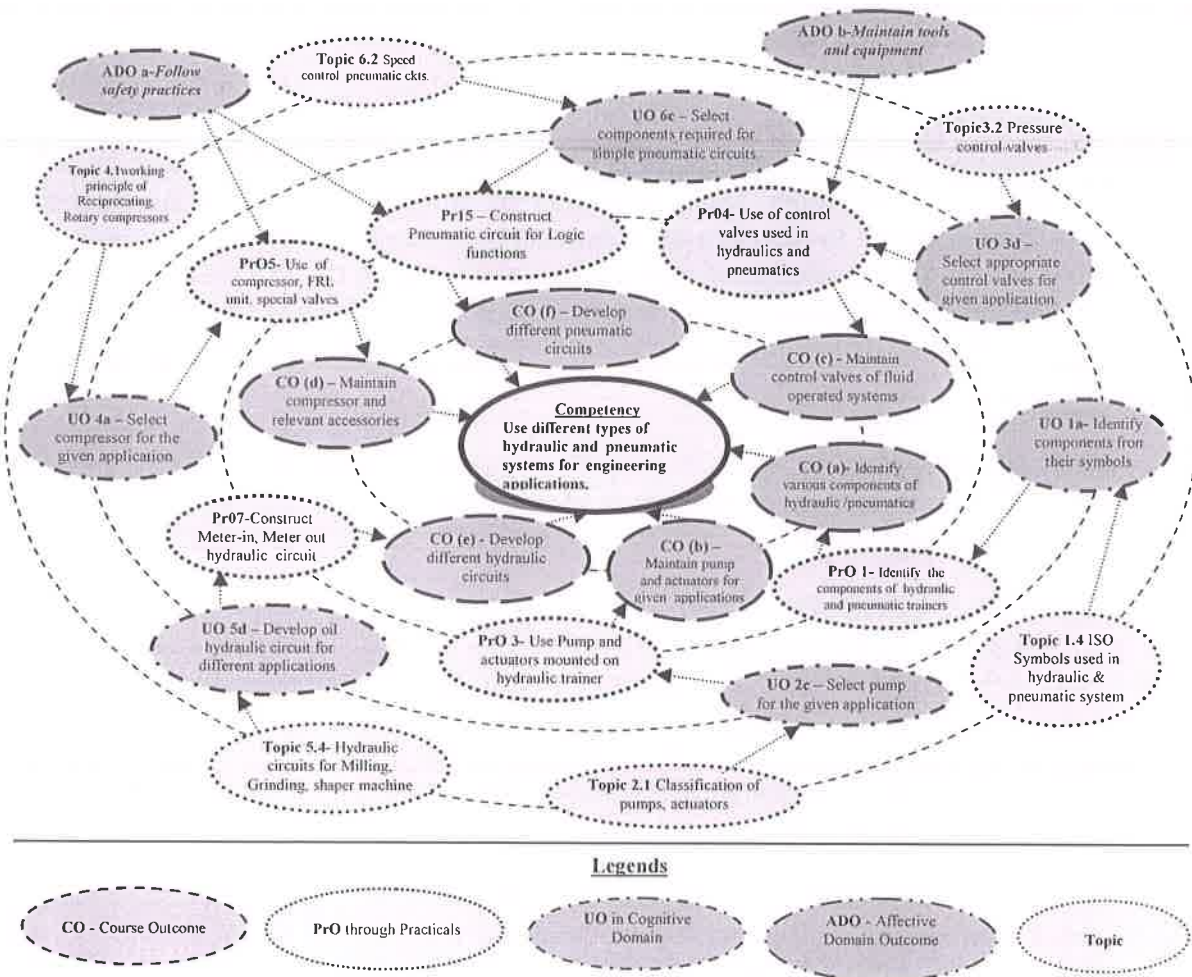 ADO b-Maintain tools
and equipment
Topic 6.2 Speed
control pneumatic ckts.
ADO a-Follow
safety practices
UO 6c – Select
components required for
simple pneumatic circuits.
Topic3.2 Pressure
control valves
Topic 4.1working
principle of
Reciprocating,
Rotary compressors
Pr15 – Construct
Pneumatic circuit for Logic
functions
Pr04- Use of control
valves used in
hydraulics and
pneumatics
UO 3d –
Select appropriate
control valves for
given application
PrO5- Use of
compressor, FRL
unit, special valves
CO (f) – Develop
different pneumatic
circuits
CO (d) – Maintain
compressor and
relevant accessories
CO (c) - Maintain
control valves of fluid
operated systems
UO 4a – Select
compressor for the
given application
Competency
Use different types of
hydraulic and pneumatic
systems for engineering
applications.
UO 1a- Identify
components from
their symbols
CO (a)- Identify
various components of
hydraulic /pneumatics
Pr07-Construct
Meter-in, Meter out
hydraulic circuit
CO (e) - Develop
different hydraulic
circuits
CO (b) –
Maintain pump
and actuators for
given applications
PrO 1- Identify the
components of hydraulic
and pneumatic trainers
UO 5d – Develop oil
hydraulic circuit for
different applications
PrO 3- Use Pump and
actuators mounted on
hydraulic trainer
Topic 1.4 ISO
Symbols used in
hydraulic &
pneumatic system
UO 2c – Select pump
for the given application
Topic 5.4- Hydraulic
circuits for Milling,
Grinding, shaper machine
Topic 2.1 Classification of
pumps, actuators
Legends
CO - Course Outcome
PrO through Practicals
UO in Cognitive
Domain
ADO - Affective
Domain Outcome
Topic